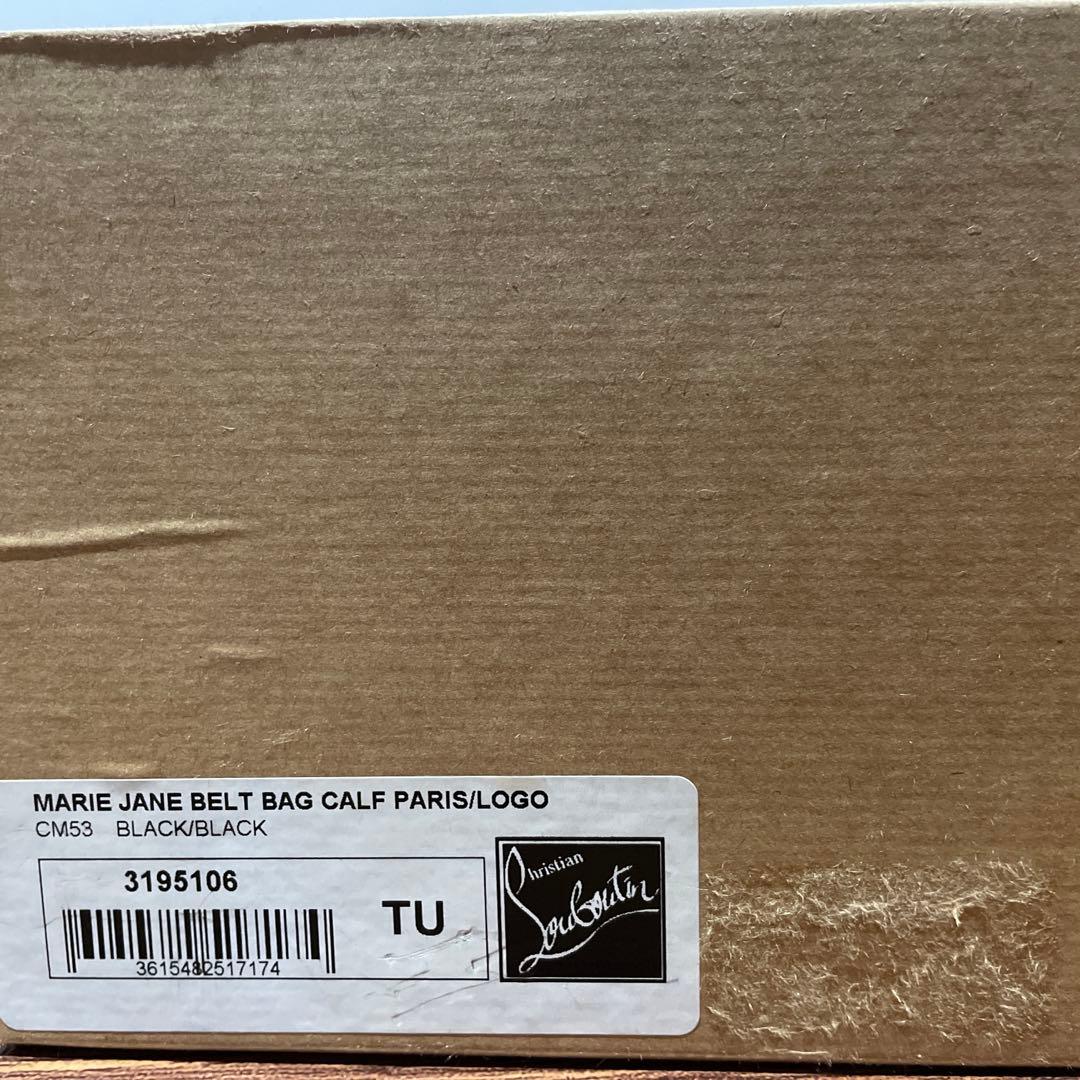 MARIE JANE BELT BAG CALF PARIS/LOGO
CM53 BLACK/BLACK
3195106
TU
3615482517174
Christian
Louboutin